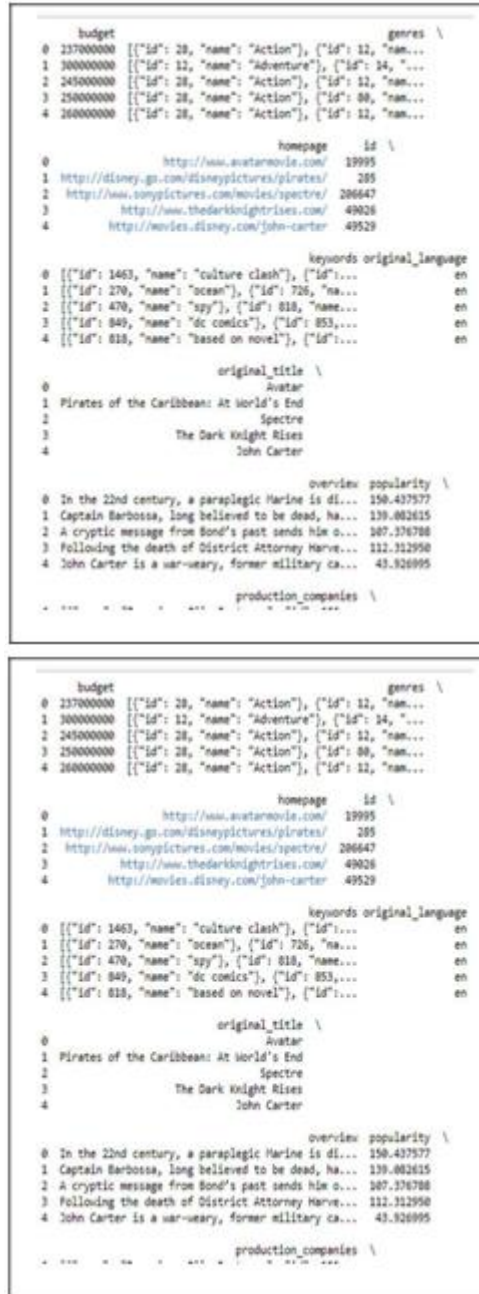 budget genres \
0 237000000 [{"id": 28, "name": "Action"}, {"id": 12, "nam...
1 300000000 [{"id": 12, "name": "Adventure"}, {"id": 14, "...
2 245000000 [{"id": 28, "name": "Action"}, {"id": 12, "nam...
3 250000000 [{"id": 28, "name": "Action"}, {"id": 80, "nam...
4 260000000 [{"id": 28, "name": "Action"}, {"id": 12, "nam...
homepage id \
0 http://www.avatarmovie.com/ 19995
1 http://disney.go.com/disneypictures/pirates/ 285
2 http://www.sonypictures.com/movies/spectre/ 206647
3 http://www.thedarkknightrises.com/ 49026
4 http://movies.disney.com/john-carter 49529
keywords original_language
0 [{"id": 1463, "name": "culture clash"}, {"id":... en
1 [{"id": 270, "name": "ocean"}, {"id": 726, "na... en
2 [{"id": 470, "name": "spy"}, {"id": 818, "name... en
3 [{"id": 849, "name": "dc comics"}, {"id": 853,... en
4 [{"id": 818, "name": "based on novel"}, {"id":... en
original_title \
0 Avatar
1 Pirates of the Caribbean: At World's End
2 Spectre
3 The Dark Knight Rises
4 John Carter
overview popularity \
0 In the 22nd century, a paraplegic Marine is di... 150.437577
1 Captain Barbossa, long believed to be dead, ha... 139.082615
2 A cryptic message from Bond's past sends him o... 107.376788
3 Following the death of District Attorney Harve... 112.312950
4 John Carter is a war-weary, former military ca... 43.926995
production_companies \
budget genres \
0 237000000 [{"id": 28, "name": "Action"}, {"id": 12, "nam...
1 300000000 [{"id": 12, "name": "Adventure"}, {"id": 14, "...
2 245000000 [{"id": 28, "name": "Action"}, {"id": 12, "nam...
3 250000000 [{"id": 28, "name": "Action"}, {"id": 80, "nam...
4 260000000 [{"id": 28, "name": "Action"}, {"id": 12, "nam...
homepage id \
0 http://www.avatarmovie.com/ 19995
1 http://disney.go.com/disneypictures/pirates/ 285
2 http://www.sonypictures.com/movies/spectre/ 206647
3 http://www.thedarkknightrises.com/ 49026
4 http://movies.disney.com/john-carter 49529
keywords original_language
0 [{"id": 1463, "name": "culture clash"}, {"id":... en
1 [{"id": 270, "name": "ocean"}, {"id": 726, "na... en
2 [{"id": 470, "name": "spy"}, {"id": 818, "name... en
3 [{"id": 849, "name": "dc comics"}, {"id": 853,... en
4 [{"id": 818, "name": "based on novel"}, {"id":... en
original_title \
0 Avatar
1 Pirates of the Caribbean: At World's End
2 Spectre
3 The Dark Knight Rises
4 John Carter
overview popularity \
0 In the 22nd century, a paraplegic Marine is di... 150.437577
1 Captain Barbossa, long believed to be dead, ha... 139.082615
2 A cryptic message from Bond's past sends him o... 107.376788
3 Following the death of District Attorney Harve... 112.312950
4 John Carter is a war-weary, former military ca... 43.926995
production_companies \